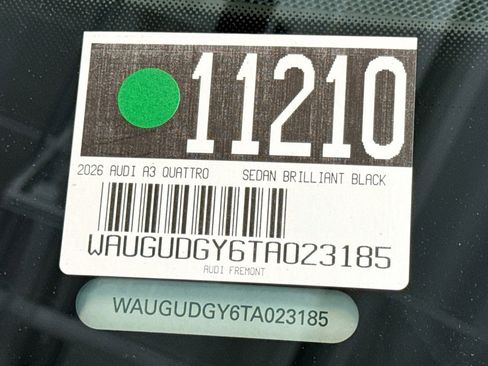 11210
2026 AUDI A3 QUATTRO SEDAN BRILLIANT BLACK
WAUGUDGY6TA023185
AUDI FREMONT
WAUGUDGY6TA023185